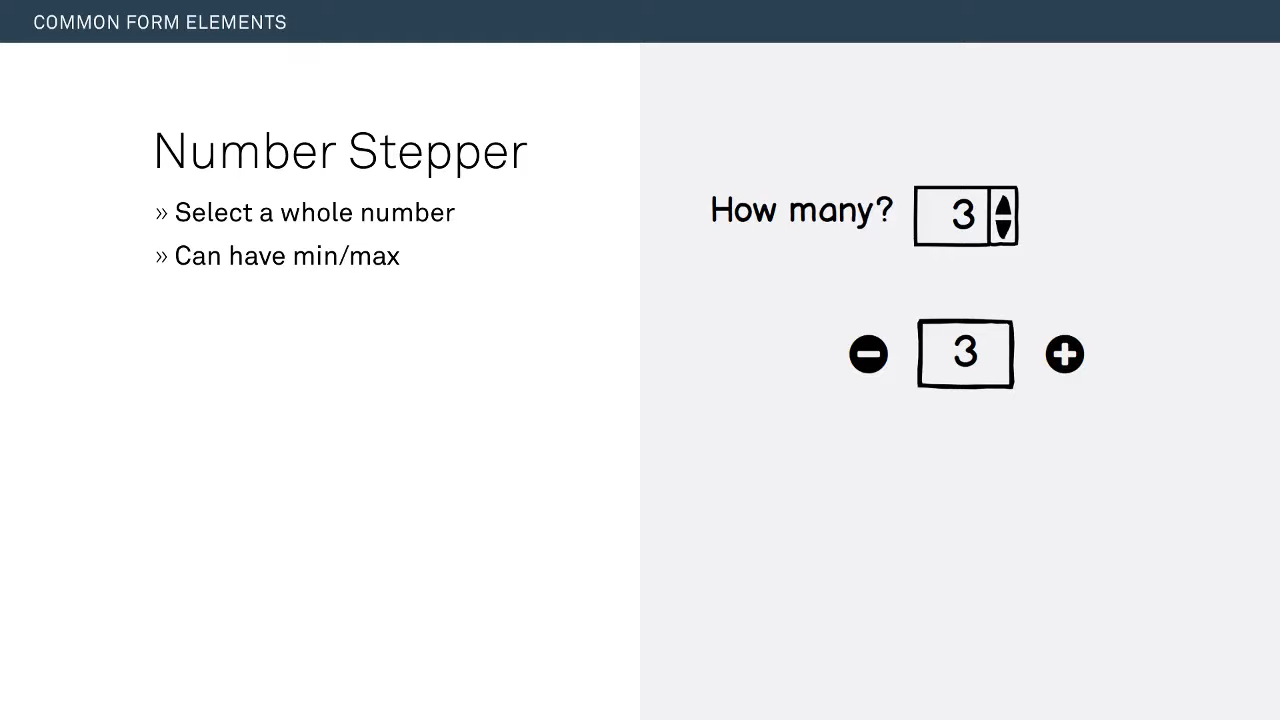 COMMON FORM ELEMENTS
Number Stepper
» Select a whole number
» Can have min/max
How many? 3
3